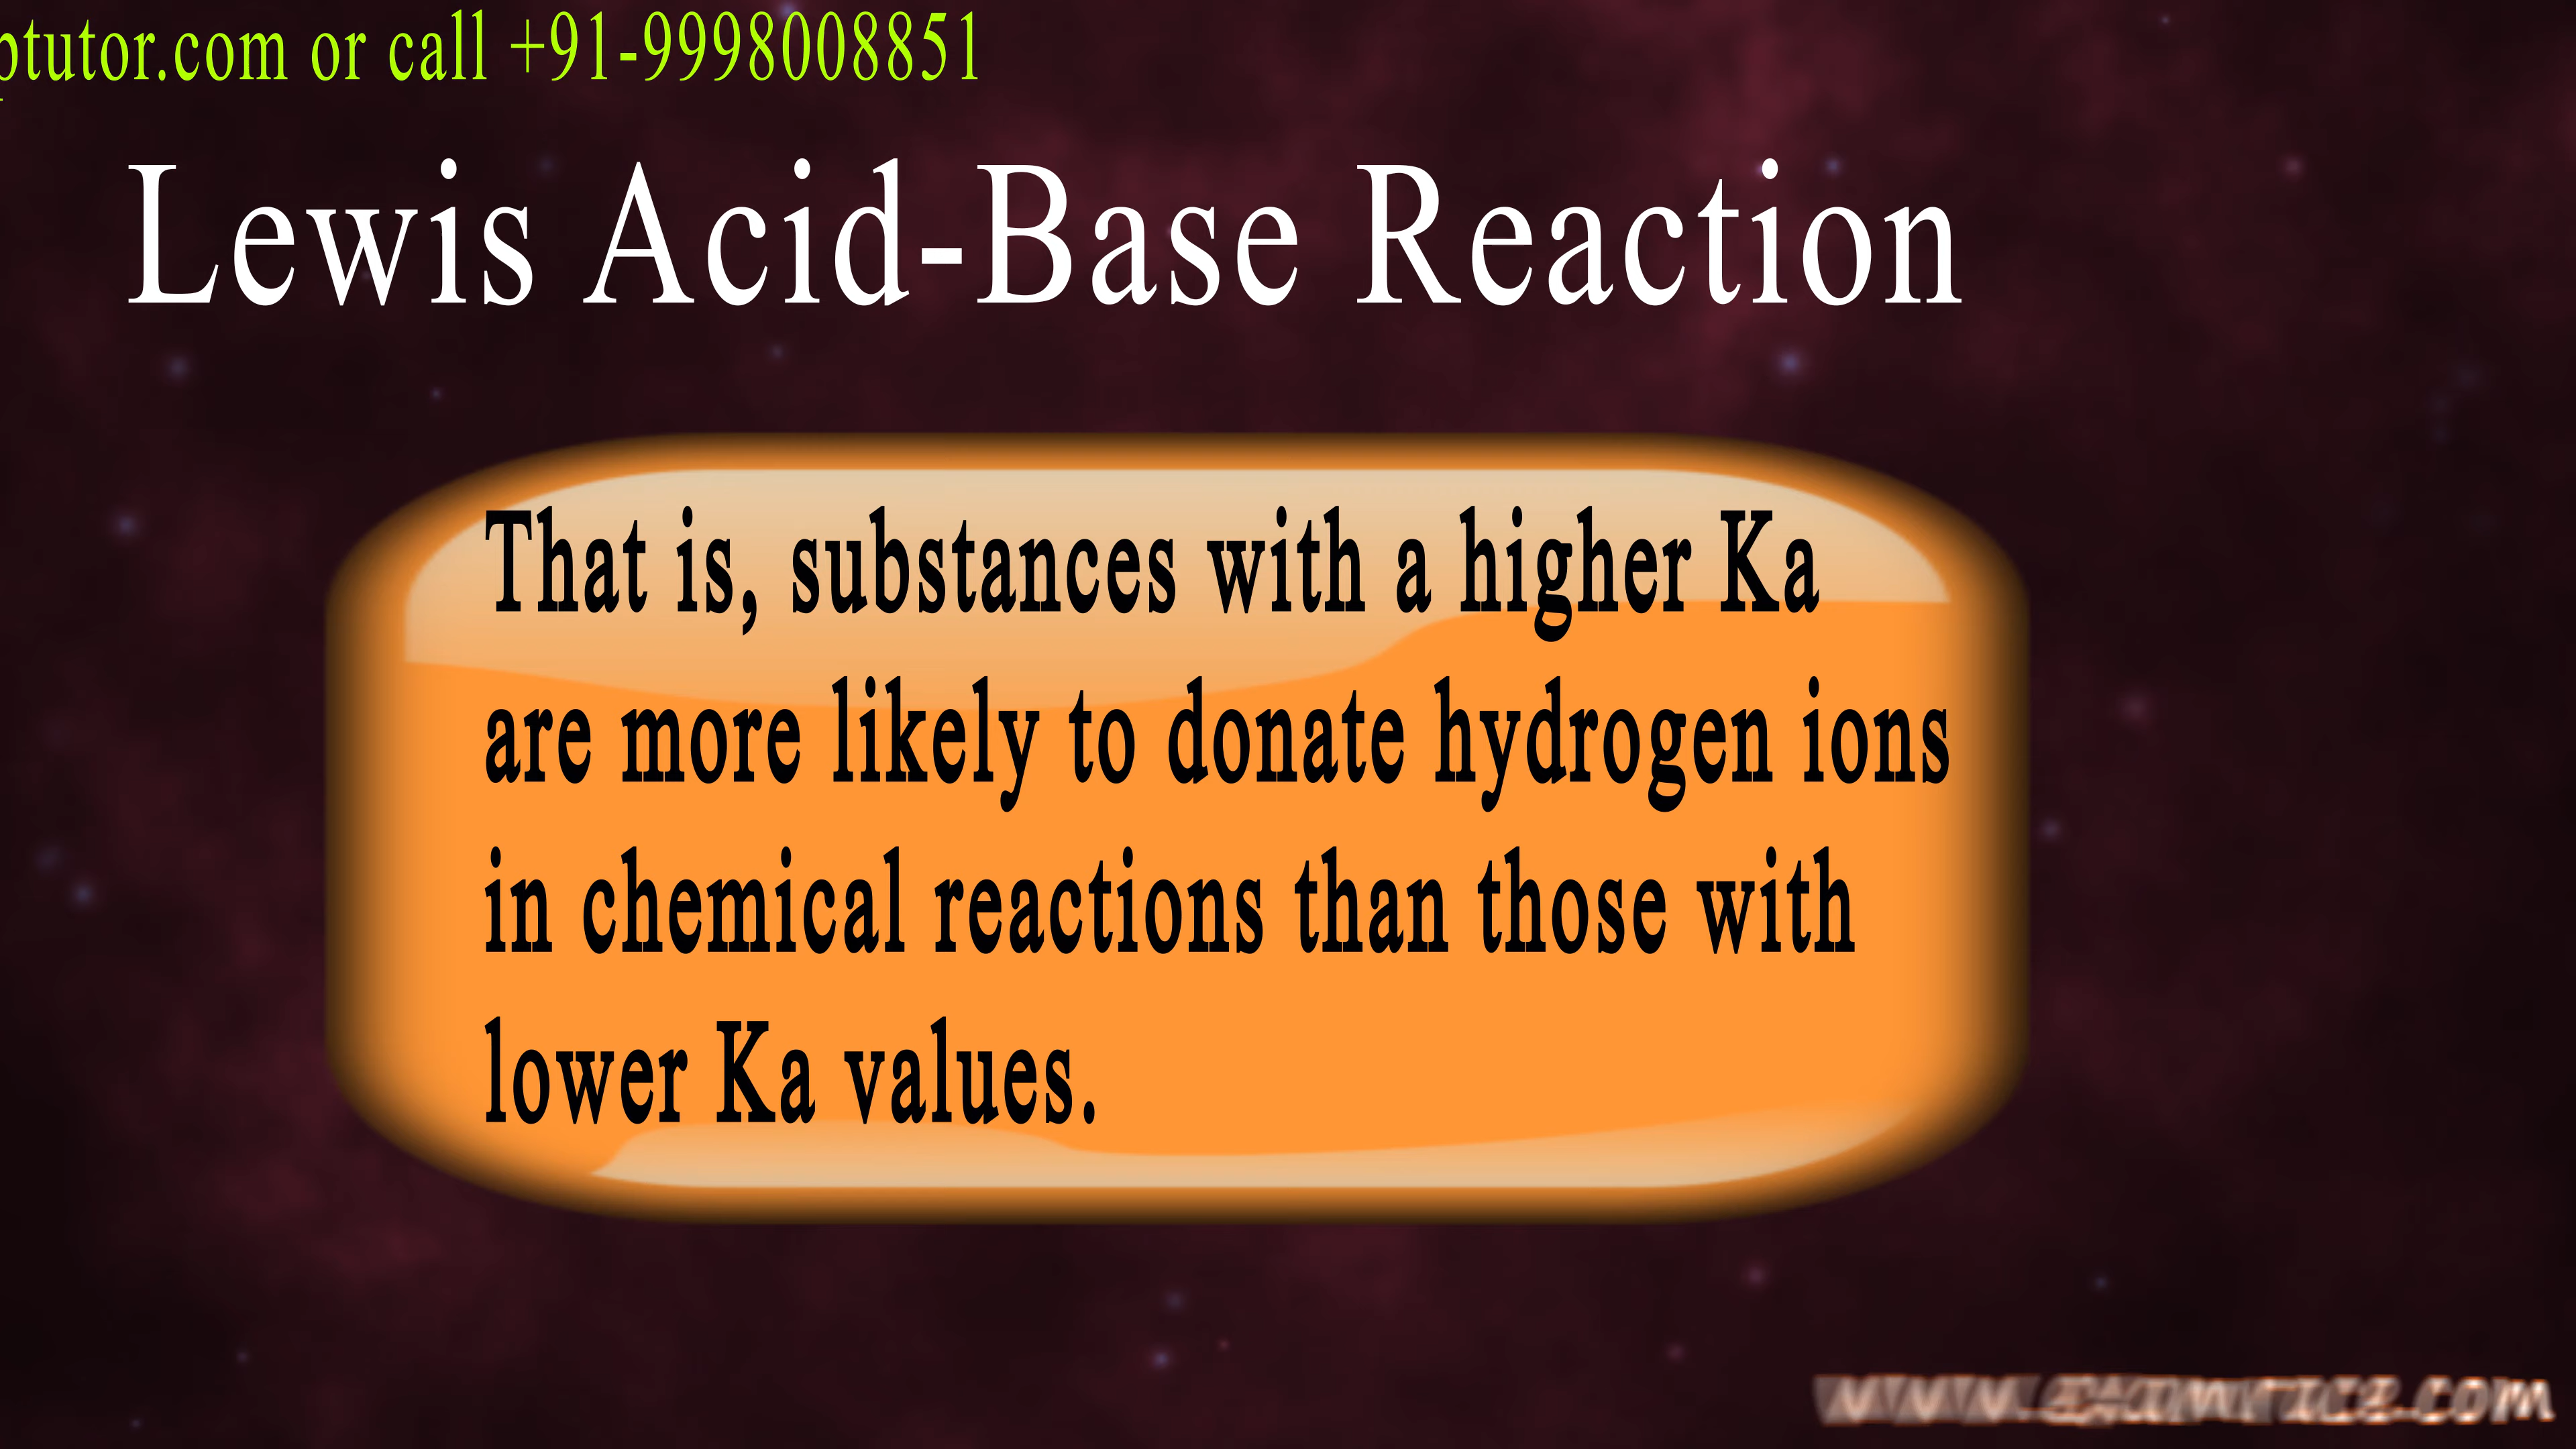 ptutor.com or call +91-9998008851
Lewis Acid-Base Reaction
That is, substances with a higher Ka
are more likely to donate hydrogen ions
in chemical reactions than those with
lower Ka values.